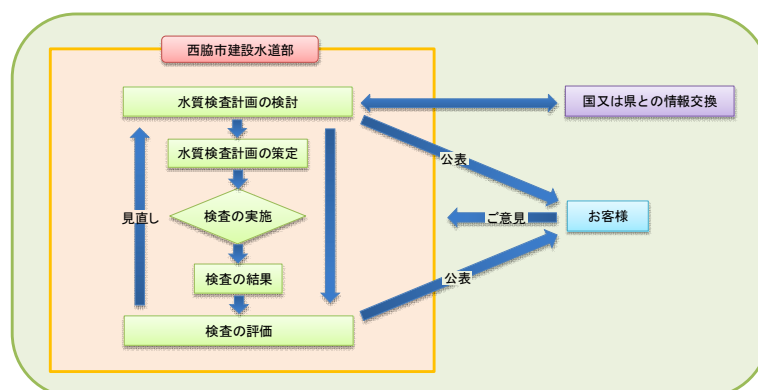 西脇市建設水道部
水質検査計画の検討
国又は県との情報交換
水質検査計画の策定
公表
見直し
検査の実施
ご意見
お客様
検査の結果
公表
検査の評価